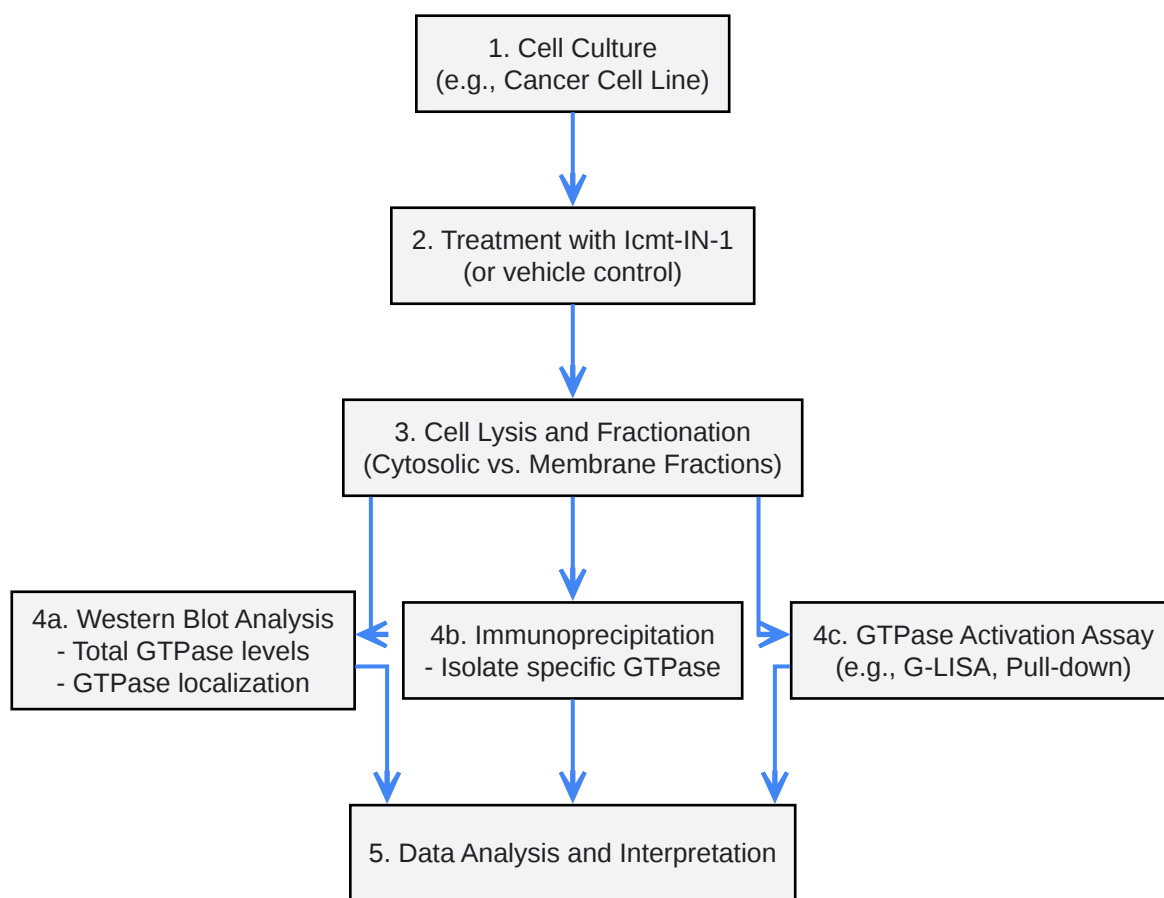 1. Cell Culture
(e.g., Cancer Cell Line)
2. Treatment with Icmt-IN-1
(or vehicle control)
3. Cell Lysis and Fractionation
(Cytosolic vs. Membrane Fractions)
4a. Western Blot Analysis
- Total GTPase levels
- GTPase localization
4b. Immunoprecipitation
- Isolate specific GTPase
4c. GTPase Activation Assay
(e.g., G-LISA, Pull-down)
5. Data Analysis and Interpretation